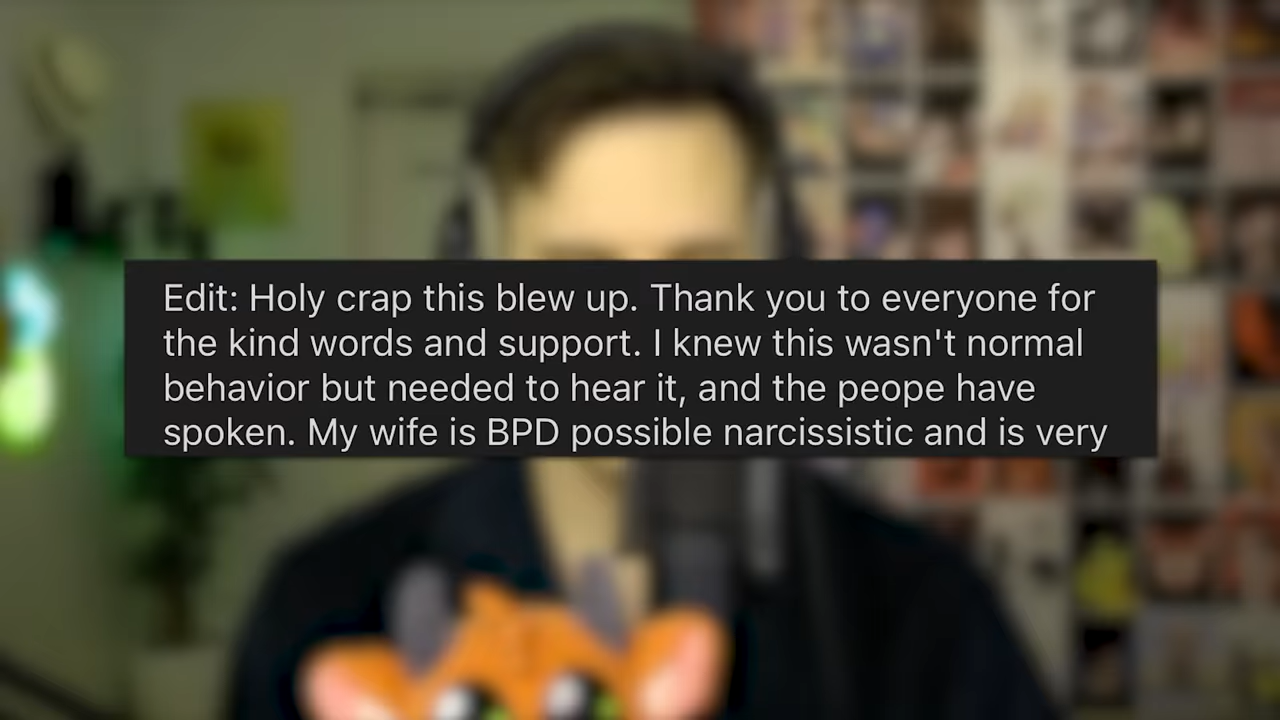 Edit: Holy crap this blew up. Thank you to everyone for
the kind words and support. I knew this wasn't normal
behavior but needed to hear it, and the peope have
spoken. My wife is BPD possible narcissistic and is very